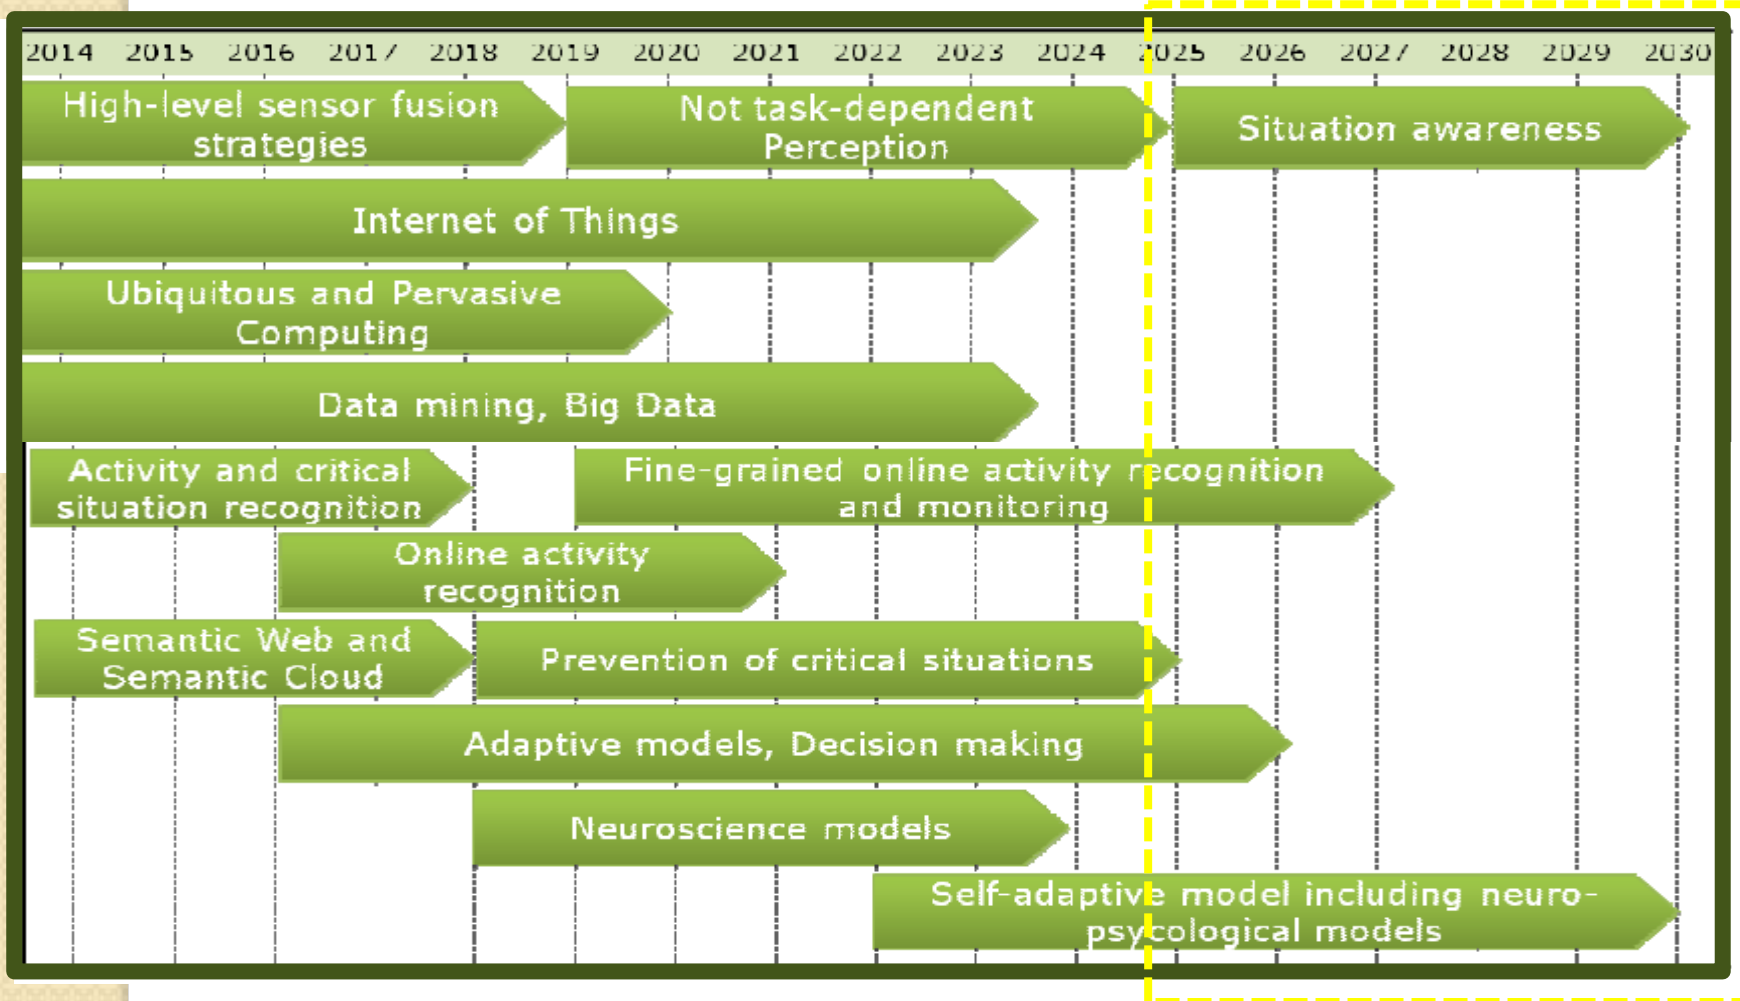 2014 2015 2016 2017 2018 2019 2020 2021 2022 2023 2024 2025 2026 2027 2028 2029 2030
High-level sensor fusion
strategies
Not task-dependent
Perception
Situation awareness
Internet of Things
Ubiquitous and Pervasive
Computing
Data mining, Big Data
Activity and critical
situation recognition
Fine-grained online activity recognition
and monitoring
Online activity
recognition
Semantic Web and
Semantic Cloud
Prevention of critical situations
Adaptive models, Decision making
Neuroscience models
Self-adaptive model including neuro-
psycological models